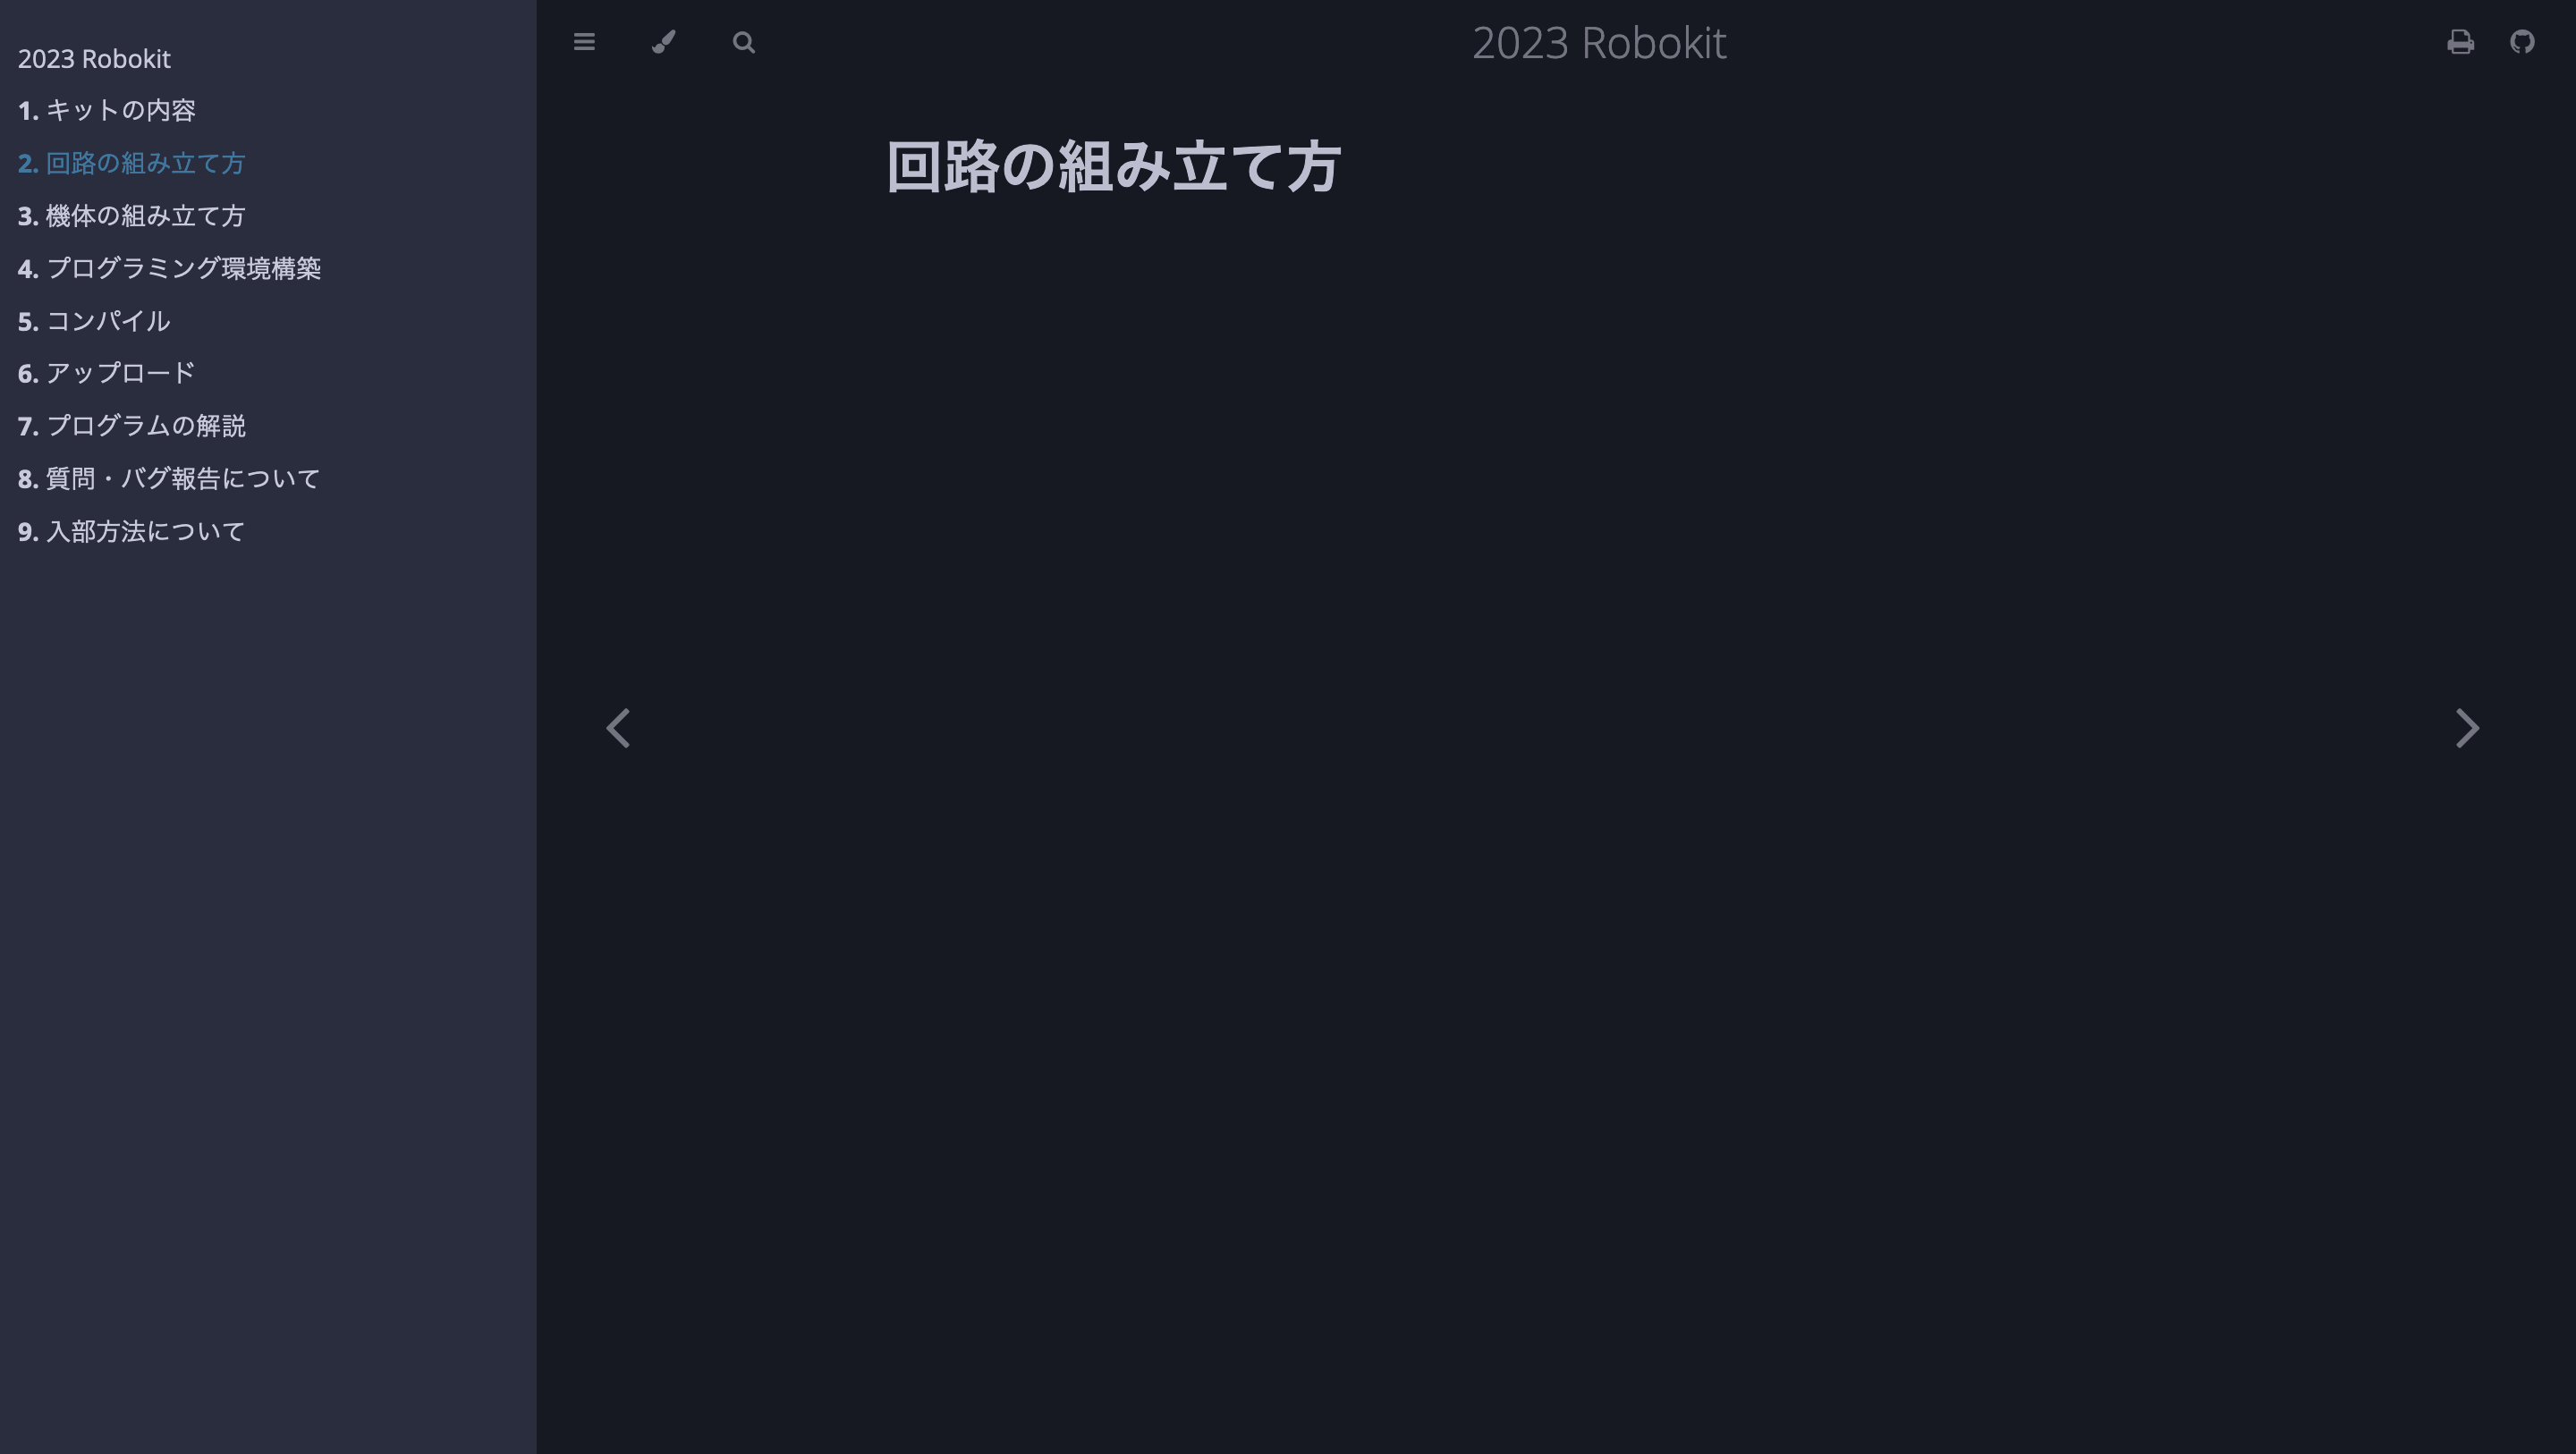 2023 Robokit
1. キットの内容
2. 回路の組み立て方
3. 機体の組み立て方
4. プログラミング環境構築
5. コンパイル
6. アップロード
7. プログラムの解説
8. 質問・バグ報告について
9. 入部方法について
2023 Robokit
回路の組み立て方